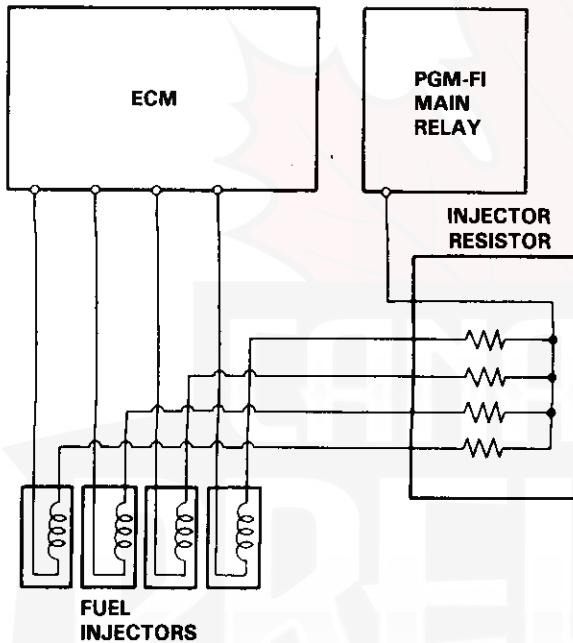 ECM
PGM-FI
MAIN
RELAY
INJECTOR
RESISTOR
FUEL
INJECTORS